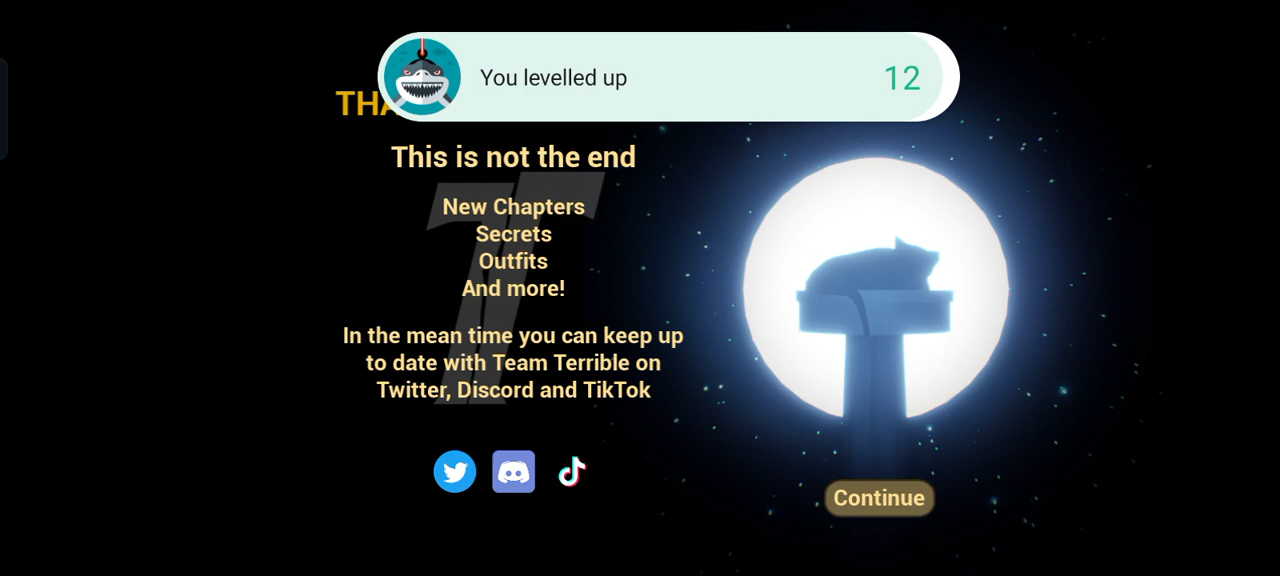 You levelled up
12
This is not the end
New Chapters
Secrets
Outfits
And more!
In the mean time you can keep up
to date with Team Terrible on
Twitter, Discord and TikTok
Continue